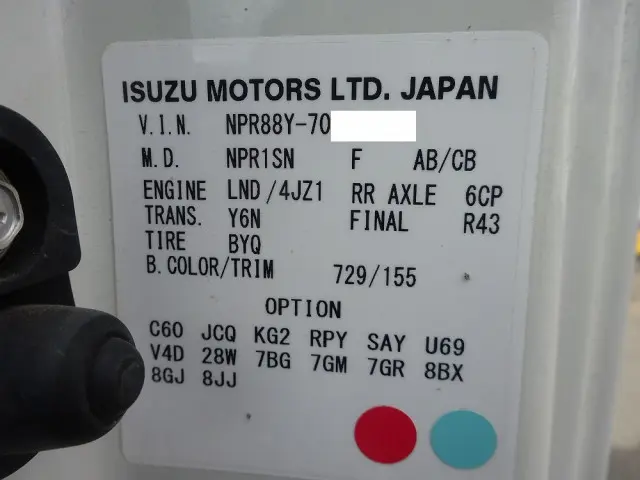 ISUZU MOTORS LTD. JAPAN
V.I.N. NPR88Y-70
M.D. NPR1SN F AB/CB
ENGINE LND/4JZ1 RR AXLE 6CP
TRANS. Y6N FINAL R43
TIRE BYQ
B.COLOR/TRIM 729/155
OPTION
C60 JCQ KG2 RPY SAY U69
V4D 28W 7BG 7GM 7GR 8BX
8GJ 8JJ